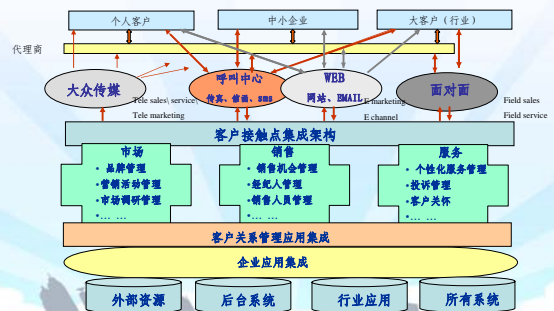 个人客户
中小企业
大客户（行业）
代理商
大众传媒
呼叫中心
传真、信函、sms
WEB
网站、EMAIL
面对面
Tele sales\ service\
Tele marketing
E marketing
E channel
Field sales
Field service
客户接触点集成架构
市场
• 品牌管理
•营销活动管理
•市场调研管理
•… …
销售
• 销售机会管理
•经纪人管理
•销售人员管理
•… …
服务
• 个性化服务管理
•投诉管理
•客户关怀
•… …
客户关系管理应用集成
企业应用集成
外部资源
后台系统
行业应用
所有系统